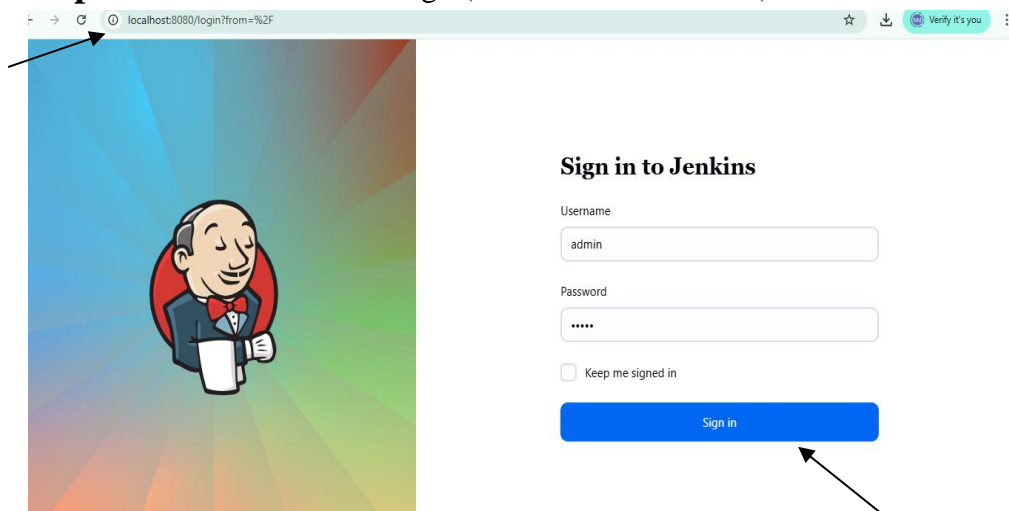 localhost:8080/login?from=%2F
Verify it's you
Sign in to Jenkins
Username
admin
Password
•••••
Keep me signed in
Sign in